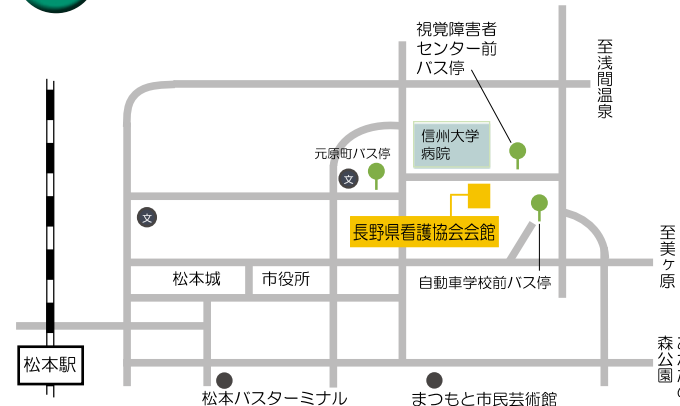 視覚障害者
センター前
バス停
至浅間温泉
信州大学
病院
元原町バス停
文
文
長野県看護協会会館
至美ヶ原
松本城
市役所
自動車学校前バス停
松本駅
森公園
松本バスターミナル
まつもと市民芸術館